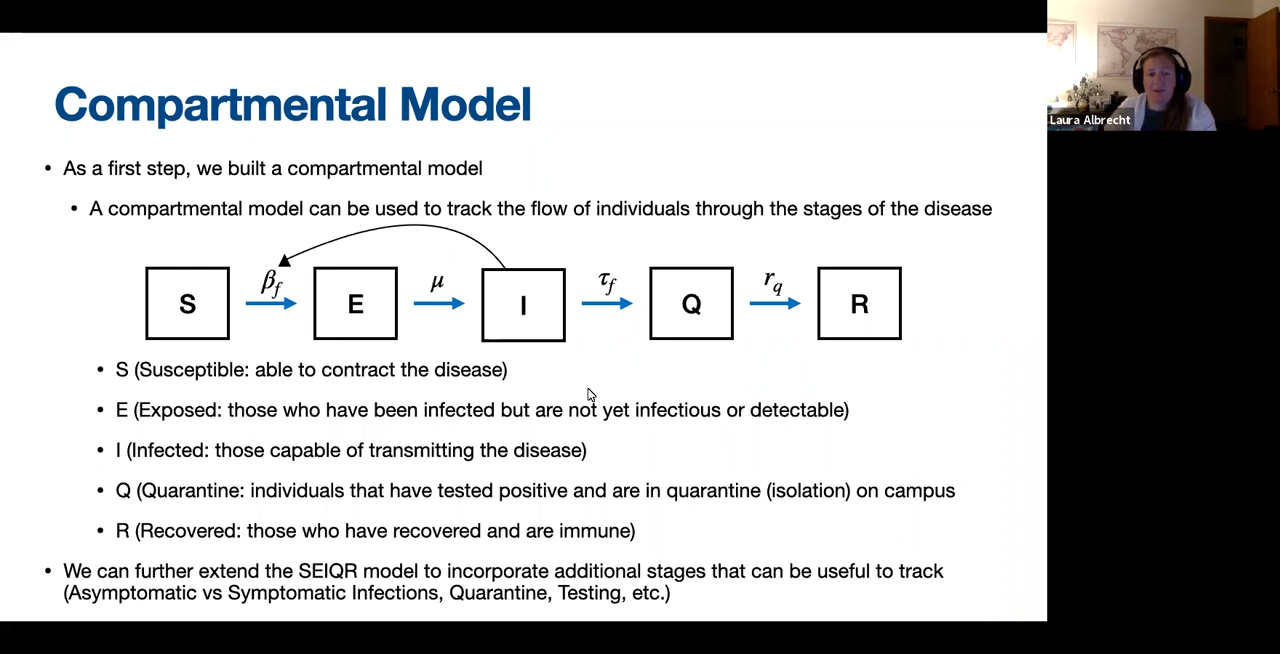 Compartmental Model
Laura Albrecht
• As a first step, we built a compartmental model
• A compartmental model can be used to track the flow of individuals through the stages of the disease
β_f μ τ_f r_q
S E I Q R
• S (Susceptible: able to contract the disease)
• E (Exposed: those who have been infected but are not yet infectious or detectable)
• I (Infected: those capable of transmitting the disease)
• Q (Quarantine: individuals that have tested positive and are in quarantine (isolation) on campus
• R (Recovered: those who have recovered and are immune)
• We can further extend the SEIQR model to incorporate additional stages that can be useful to track
(Asymptomatic vs Symptomatic Infections, Quarantine, Testing, etc.)